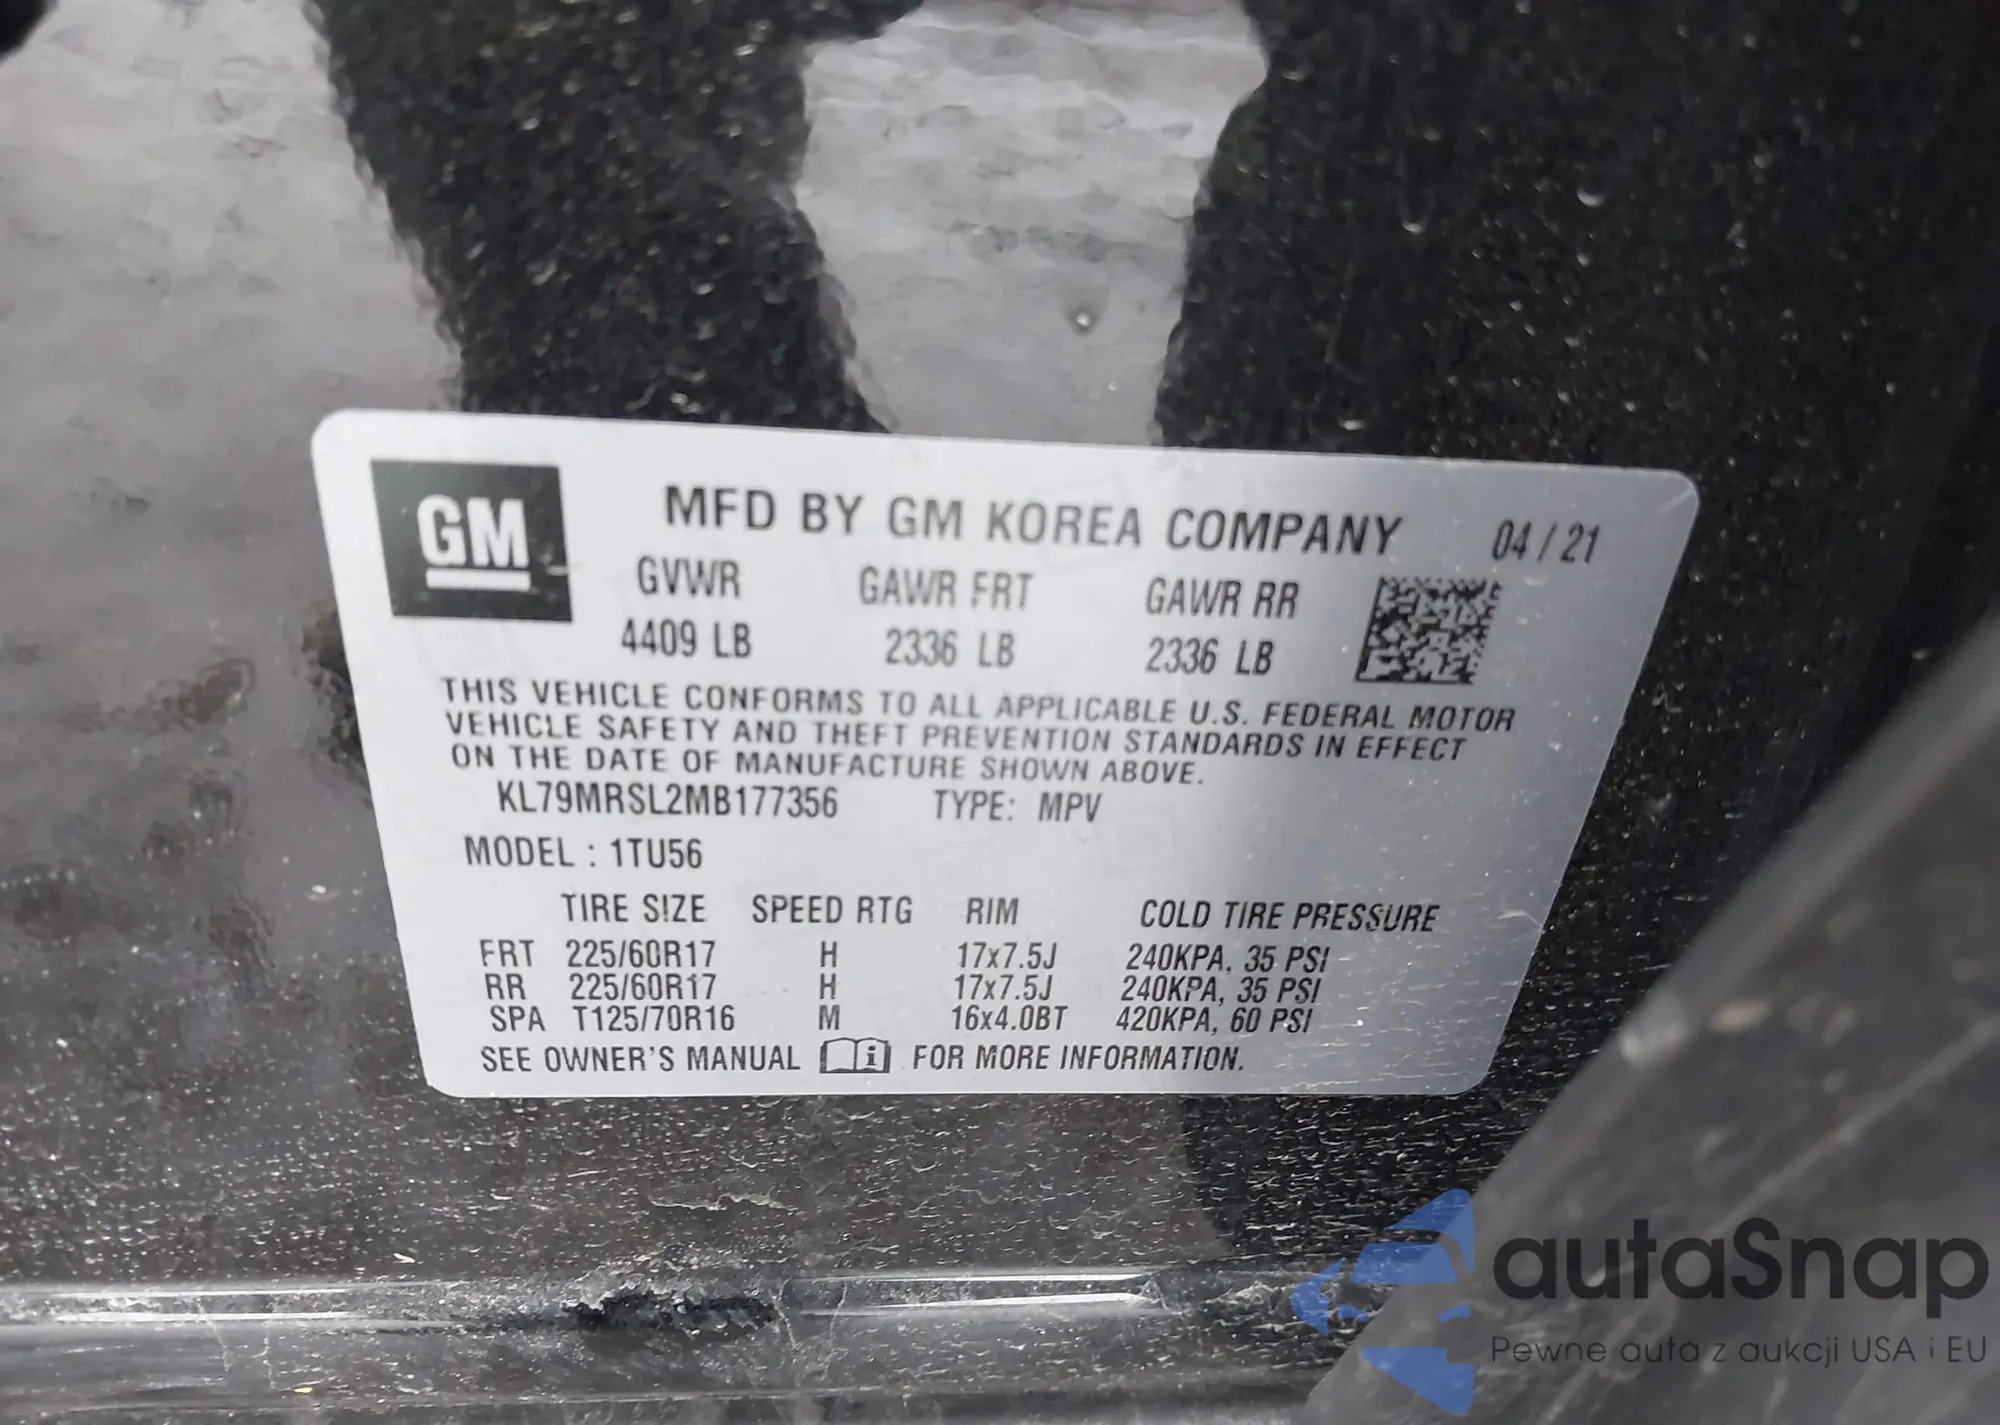 GM
MFD BY GM KOREA COMPANY 04 / 21
GVWR GAWR FRT GAWR RR
4409 LB 2336 LB 2336 LB
THIS VEHICLE CONFORMS TO ALL APPLICABLE U.S. FEDERAL MOTOR
VEHICLE SAFETY AND THEFT PREVENTION STANDARDS IN EFFECT
ON THE DATE OF MANUFACTURE SHOWN ABOVE.
KL79MRSL2MB177356 TYPE: MPV
MODEL : 1TU56
TIRE SIZE SPEED RTG RIM COLD TIRE PRESSURE
FRT 225/60R17 H 17x7.5J 240KPA, 35 PSI
RR 225/60R17 H 17x7.5J 240KPA, 35 PSI
SPA T125/70R16 M 16x4.0BT 420KPA, 60 PSI
SEE OWNER'S MANUAL i FOR MORE INFORMATION.
autaSnap
Pewne auta z aukcji USA i EU